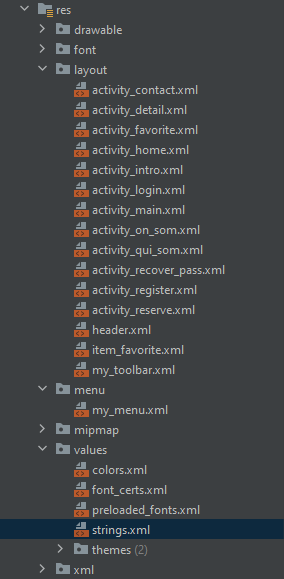 res
drawable
font
layout
activity_contact.xml
activity_detail.xml
activity_favorite.xml
activity_home.xml
activity_intro.xml
activity_login.xml
activity_main.xml
activity_on_som.xml
activity_qui_som.xml
activity_recover_pass.xml
activity_register.xml
activity_reserve.xml
header.xml
item_favorite.xml
my_toolbar.xml
menu
my_menu.xml
mipmap
values
colors.xml
font_certs.xml
preloaded_fonts.xml
strings.xml
themes (2)
xml